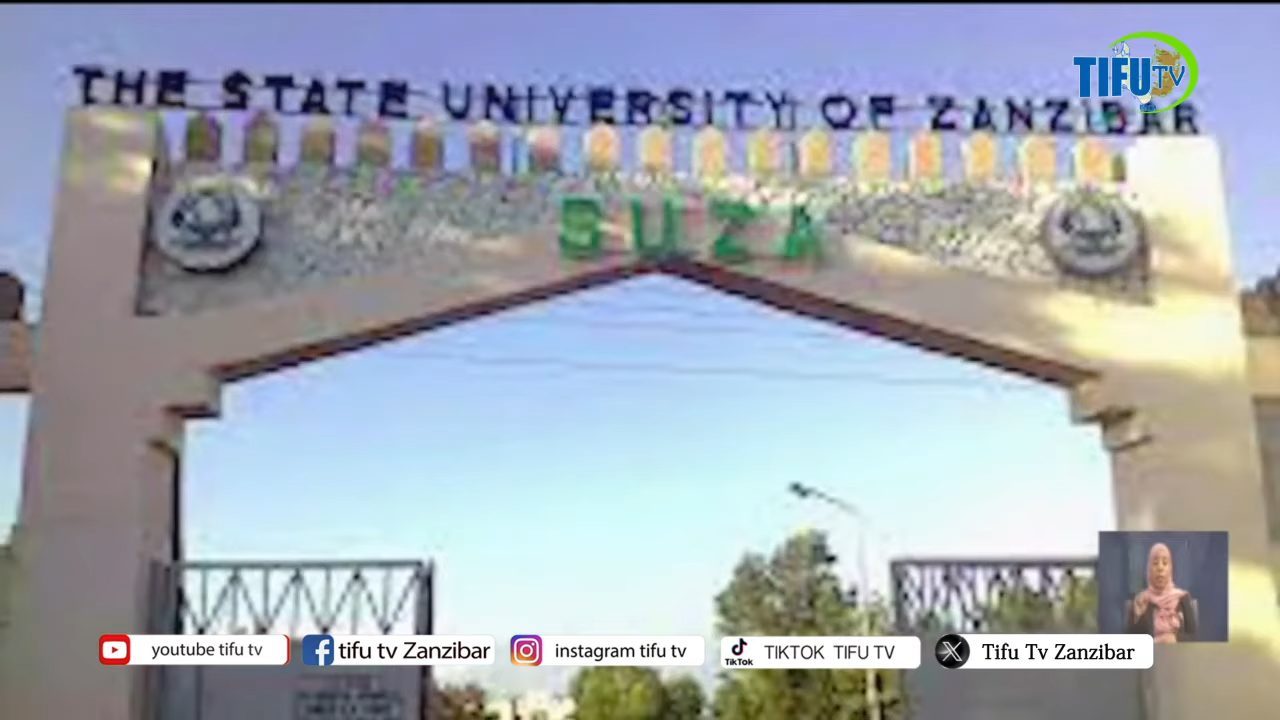 THE STATE UNIVERSITY OF ZANZIBAR
TIFU TV
SUZA
youtube tifu tv
tifu tv Zanzibar
instagram tifu tv
TikTok
TIKTOK TIFU TV
Tifu Tv Zanzibar